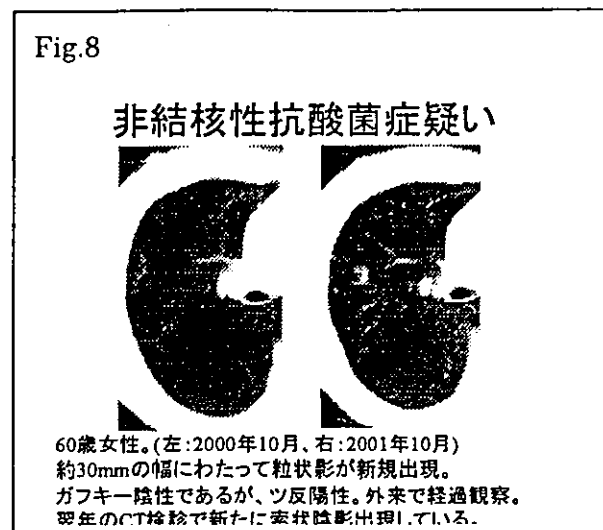 Fig.8
非結核性抗酸菌症疑い
60歳女性。(左:2000年10月、右:2001年10月)
約30mmの幅にわたって粒状影が新規出現。
ガフキー陰性であるが、ツ反陽性。外来で経過観察。
翌年のCT検診で新たに索状陰影出現している。